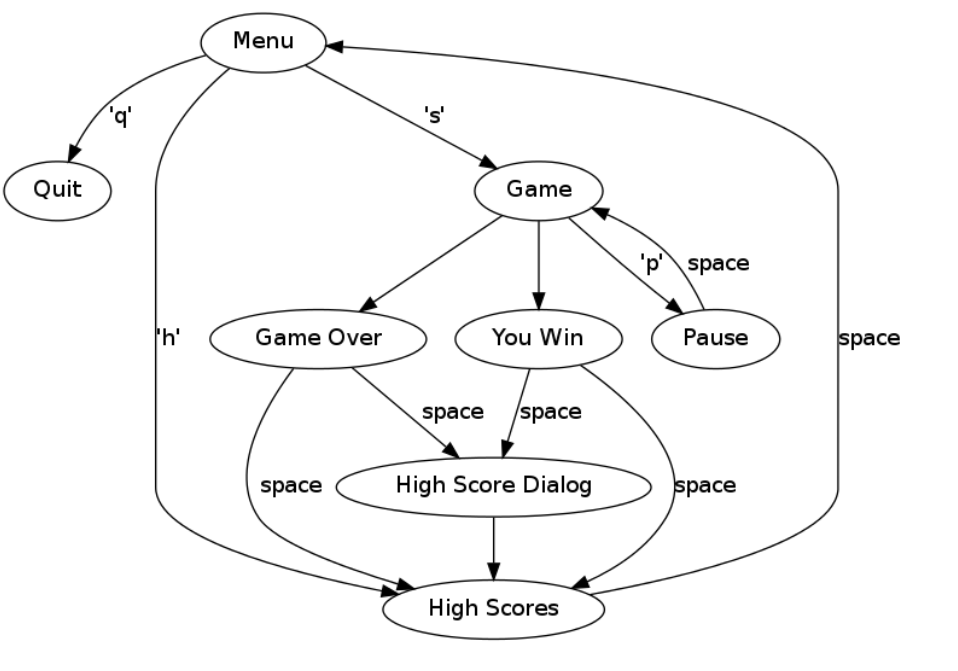 Menu
'q'
's'
Quit
Game
'p'
space
'h'
Game Over
You Win
Pause
space
space
space
space
High Score Dialog
space
High Scores